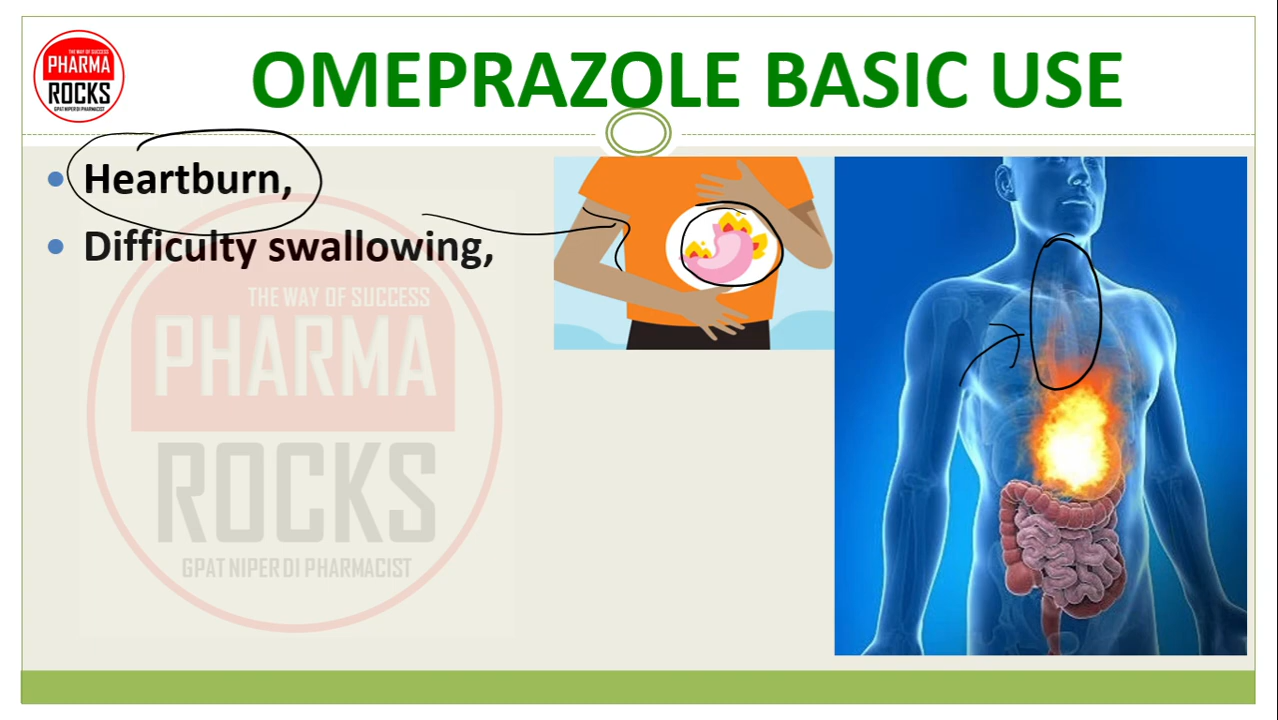 THE WAY OF SUCCESS
PHARMA
ROCKS
GPAT NIPER DI PHARMACIST
OMEPRAZOLE BASIC USE
• Heartburn,
• Difficulty swallowing,
THE WAY OF SUCCESS
PHARMA
ROCKS
GPAT NIPER DI PHARMACIST